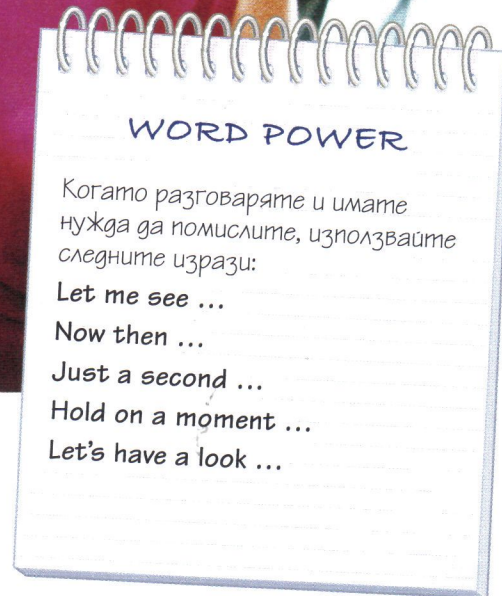 WORD POWER
Когато разговаряте и имате
нужда да помислите, използвайте
следните изрази:
Let me see ...
Now then ...
Just a second ...
Hold on a moment ...
Let's have a look ...